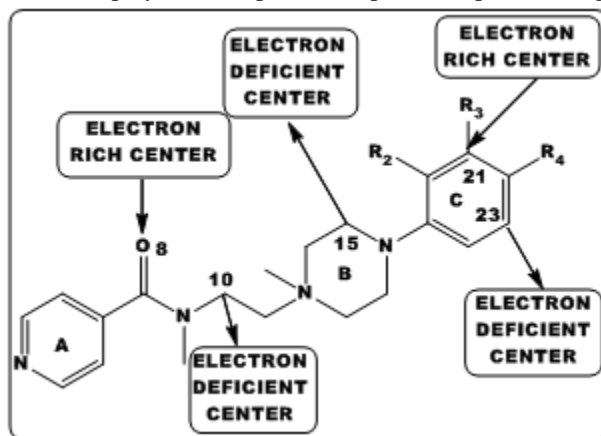 ELECTRON
DEFICIENT
CENTER
ELECTRON
RICH CENTER
ELECTRON
RICH CENTER
R3
R2
R4
21
C
23
O 8
15
N
B
10
N
N
A
N
ELECTRON
DEFICIENT
CENTER
ELECTRON
DEFICIENT
CENTER